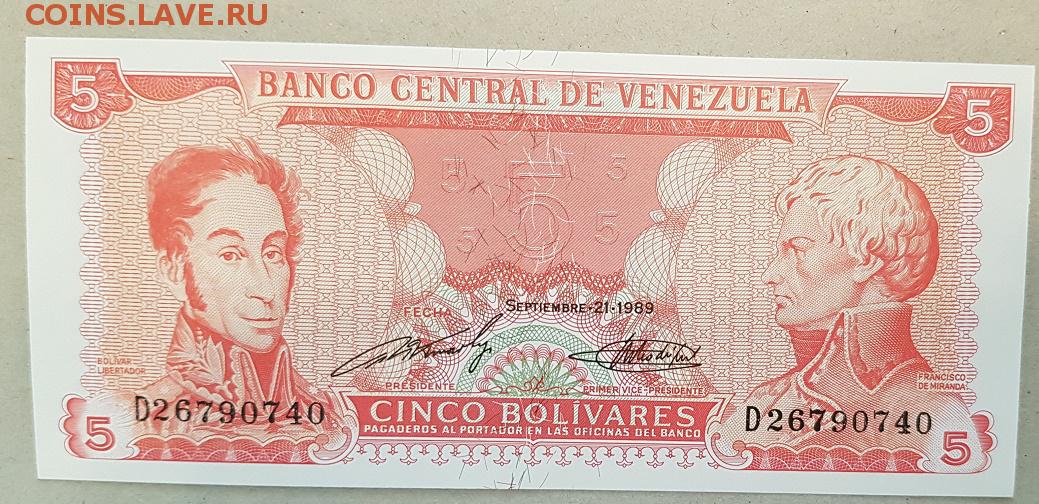 COINS.LAVE.RU
5
BANCO CENTRAL DE VENEZUELA
5
5
5
5
5
5
FECHA
SEPTIEMBRE-21-1989
BOLIVAR
LIBERTADOR
FRANCISCO
DE MIRANDA
PRESIDENTE
PRIMER VICE-PRESIDENTE
D26790740
D26790740
CINCO BOLIVARES
PAGADEROS AL PORTADOR EN LAS OFICINAS DEL BANCO
5
5